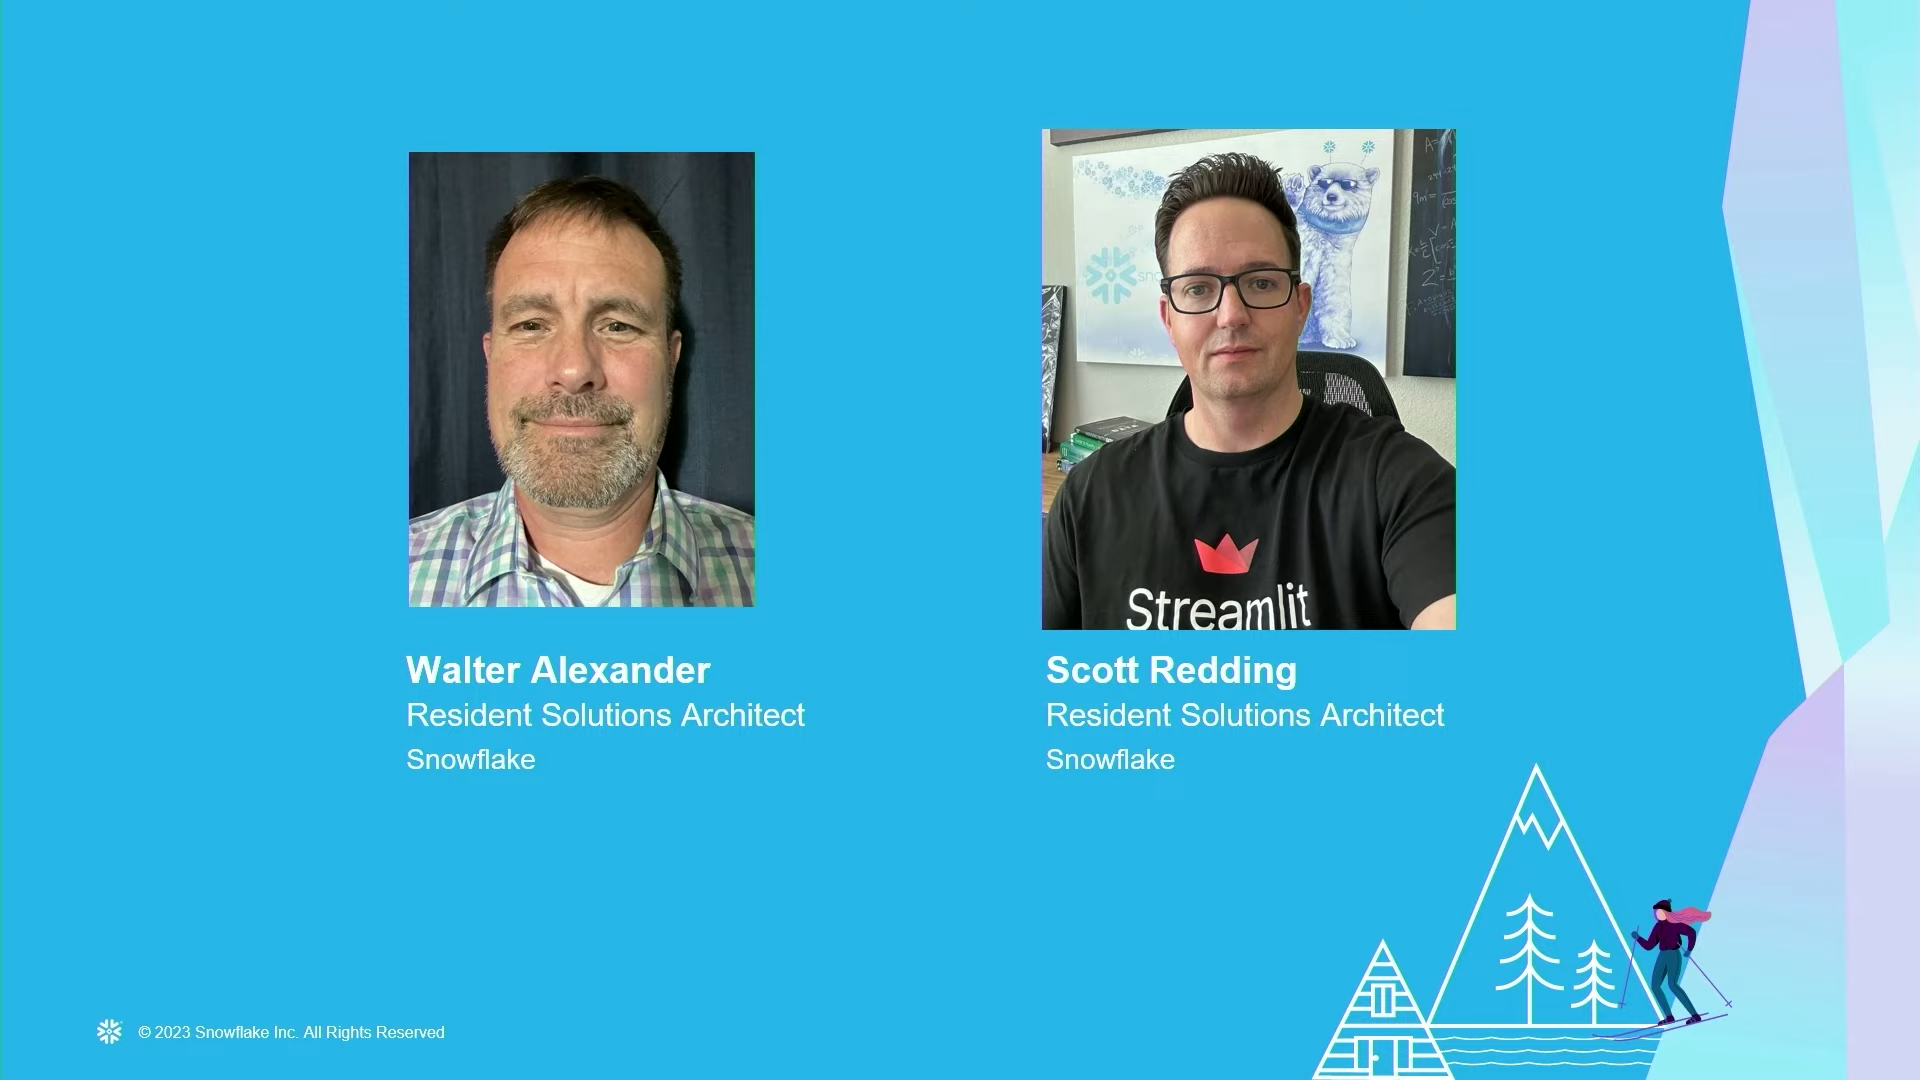 Streamlit
Walter Alexander
Resident Solutions Architect
Snowflake
Scott Redding
Resident Solutions Architect
Snowflake
© 2023 Snowflake Inc. All Rights Reserved